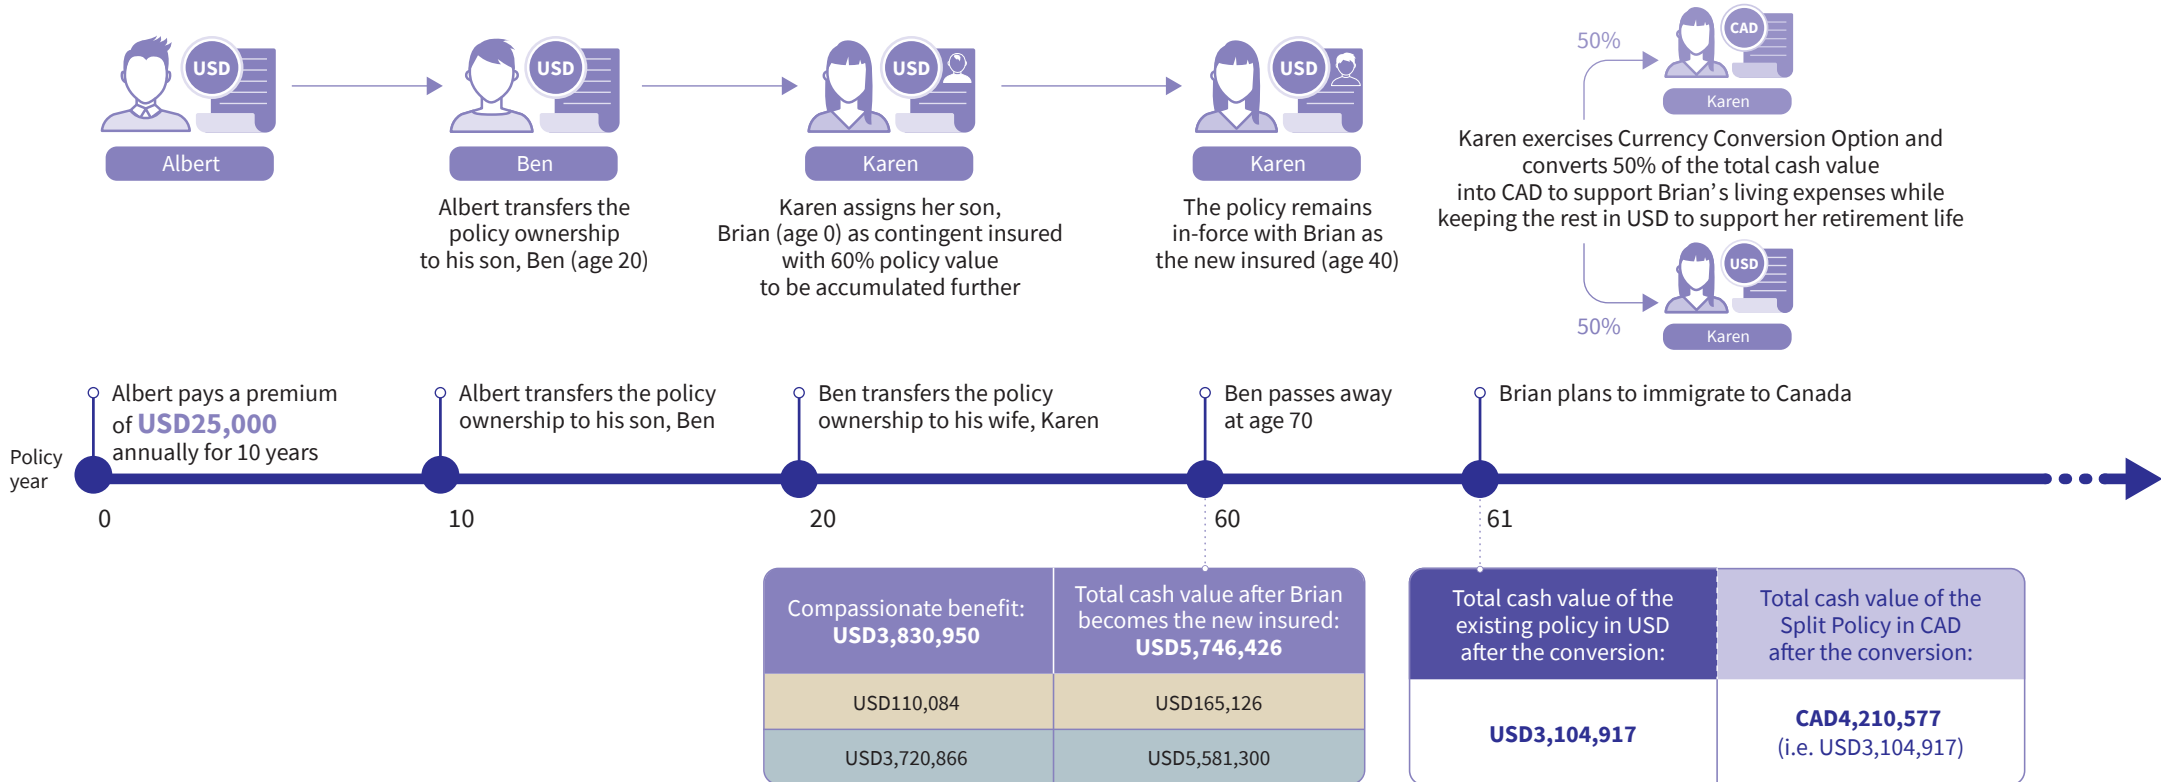 USD
Albert
USD
Ben
Albert transfers the
policy ownership
to his son, Ben (age 20)
USD
Karen
Karen assigns her son,
Brian (age 0) as contingent insured
with 60% policy value
to be accumulated further
USD
Karen
The policy remains
in-force with Brian as
the new insured (age 40)
50%
CAD
Karen
Karen exercises Currency Conversion Option and
converts 50% of the total cash value
into CAD to support Brian’s living expenses while
keeping the rest in USD to support her retirement life
USD
50%
Karen
Albert pays a premium
of USD25,000
annually for 10 years
Albert transfers the policy
ownership to his son, Ben
Ben transfers the policy
ownership to his wife, Karen
Ben passes away
at age 70
Brian plans to immigrate to Canada
Policy
year
0
10
20
60
61
Compassionate benefit:
USD3,830,950
Total cash value after Brian
becomes the new insured:
USD5,746,426
USD110,084
USD165,126
USD3,720,866
USD5,581,300
Total cash value of the
existing policy in USD
after the conversion:
Total cash value of the
Split Policy in CAD
after the conversion:
USD3,104,917
CAD4,210,577
(i.e. USD3,104,917)